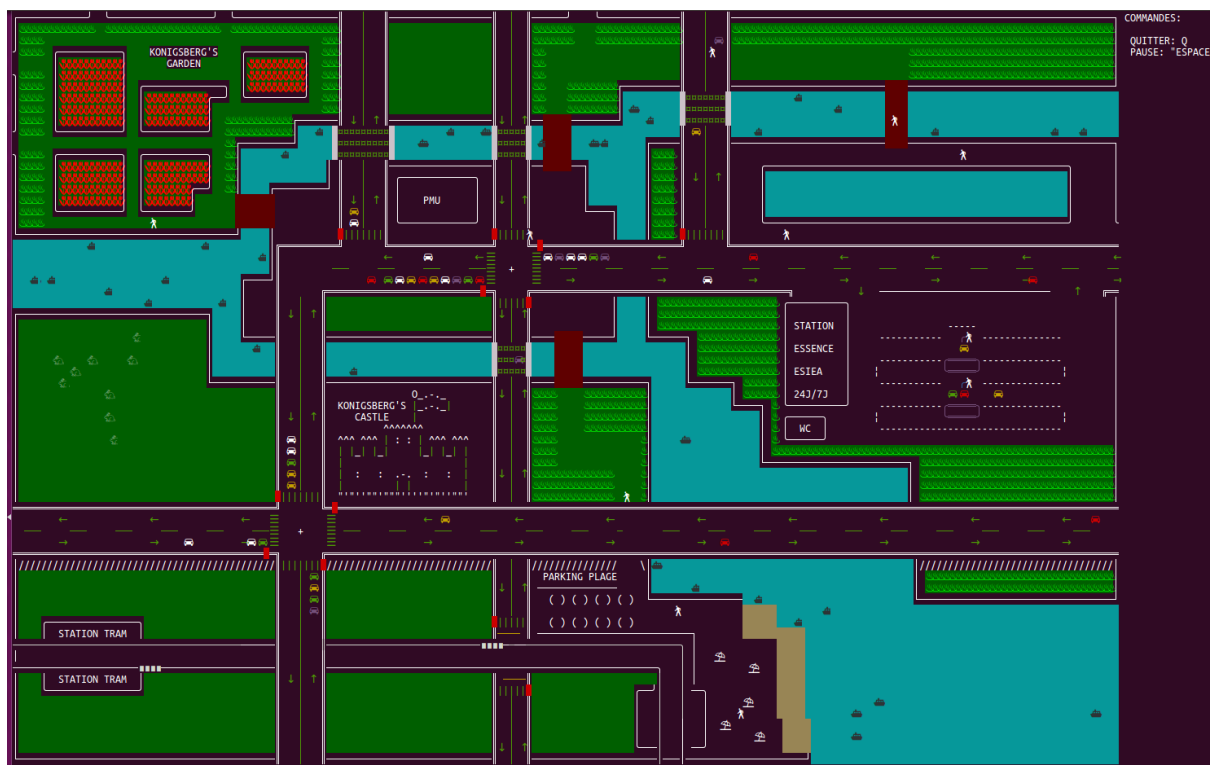 COMMANDES:
QUITTER: Q
PAUSE: "ESPACE
KONIGSBERG'S
GARDEN
PMU
STATION
ESSENCE
ESIEA
24J/7J
WC
KONIGSBERG'S
CASTLE
PARKING PLAGE
STATION TRAM
STATION TRAM